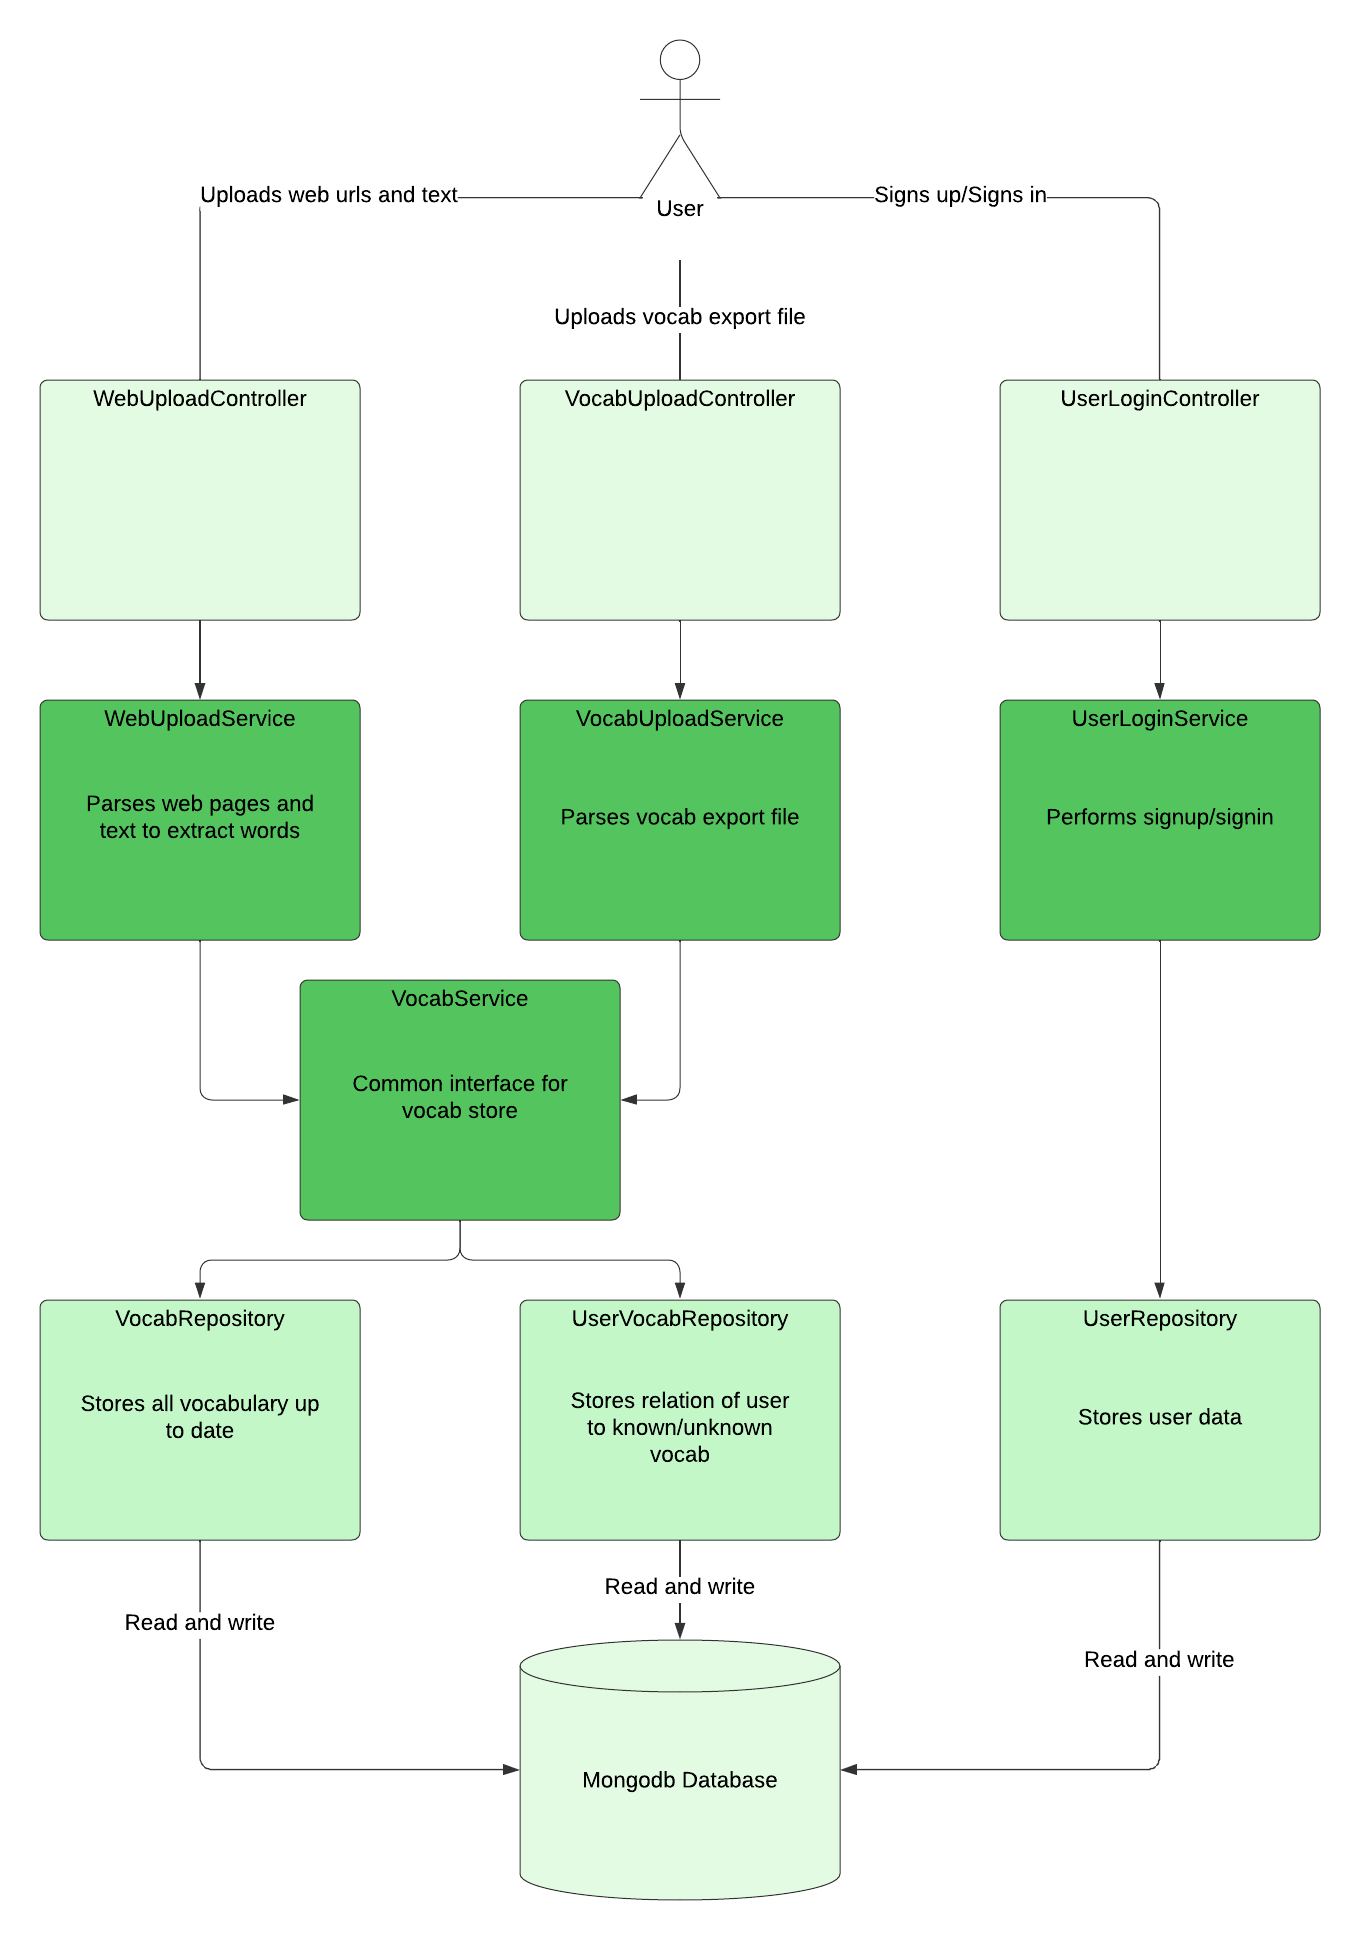 Uploads web urls and text
User
Signs up/Signs in
Uploads vocab export file
WebUploadController
VocabUploadController
UserLoginController
WebUploadService
Parses web pages and
text to extract words
VocabUploadService
Parses vocab export file
UserLoginService
Performs signup/signin
VocabService
Common interface for
vocab store
VocabRepository
Stores all vocabulary up
to date
UserVocabRepository
Stores relation of user
to known/unknown
vocab
UserRepository
Stores user data
Read and write
Read and write
Read and write
Mongodb Database